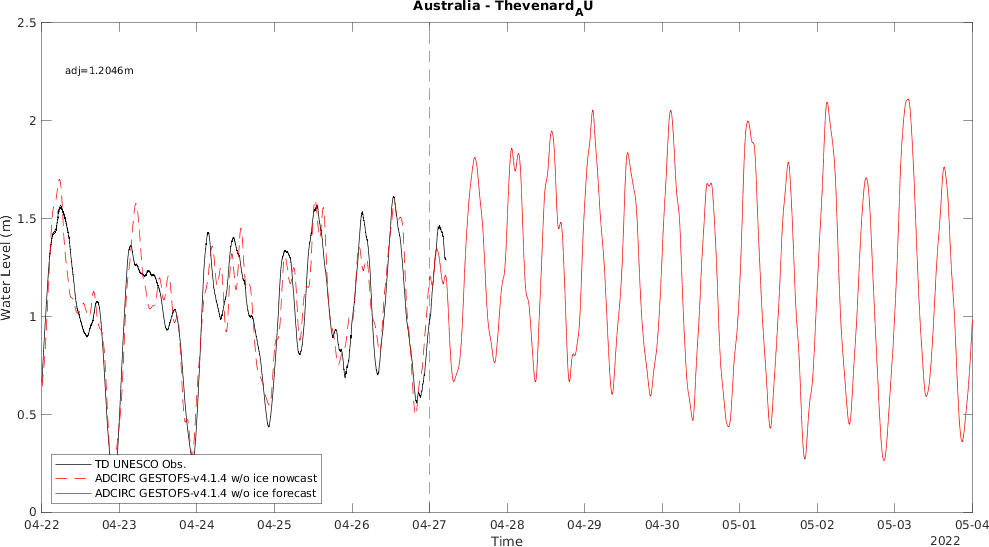 Australia - Thevenard_AU
2.5
adj=1.2046m
2
1.5
Water Level (m)
1
0.5
TD UNESCO Obs.
ADCIRC GESTOFS-v4.1.4 w/o ice nowcast
ADCIRC GESTOFS-v4.1.4 w/o ice forecast
0
04-22 04-23 04-24 04-25 04-26 04-27 04-28 04-29 04-30 05-01 05-02 05-03 05-04
Time
2022